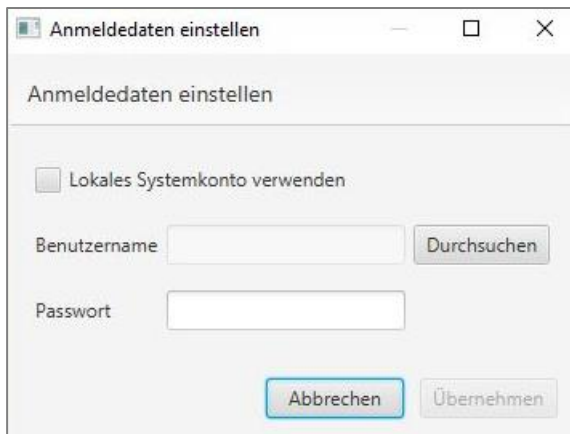 Anmeldedaten einstellen
Anmeldedaten einstellen
Lokales Systemkonto verwenden
Benutzername Durchsuchen
Passwort
Abbrechen Übernehmen